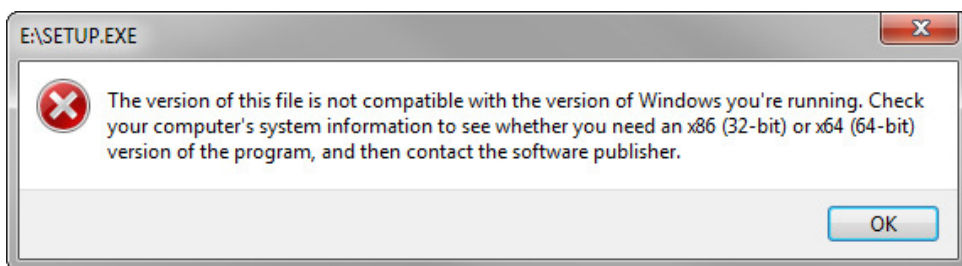 E:\SETUP.EXE
The version of this file is not compatible with the version of Windows you're running. Check
your computer's system information to see whether you need an x86 (32-bit) or x64 (64-bit)
version of the program, and then contact the software publisher.
OK